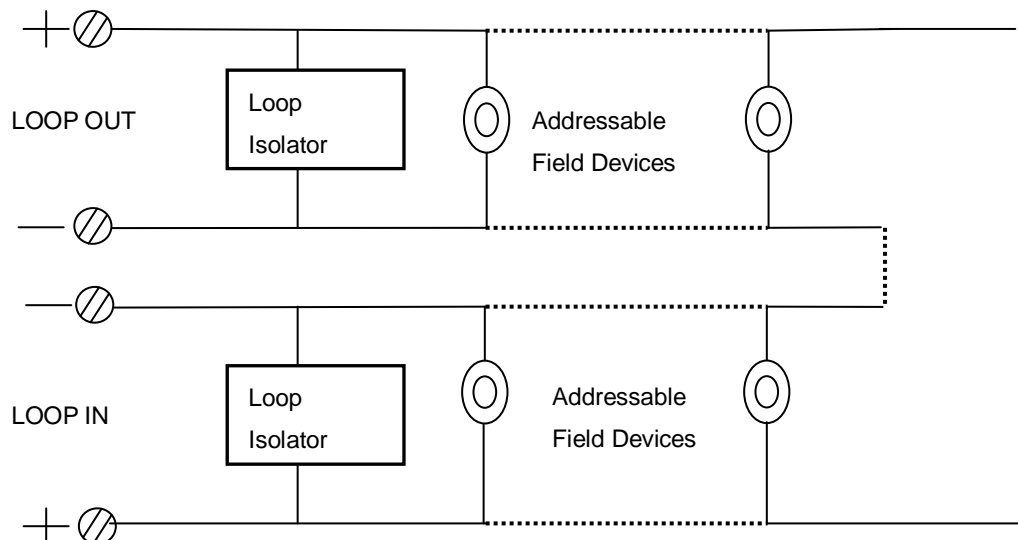 +
LOOP OUT
Loop
Isolator
Addressable
Field Devices
—
—
LOOP IN
Loop
Isolator
Addressable
Field Devices
+